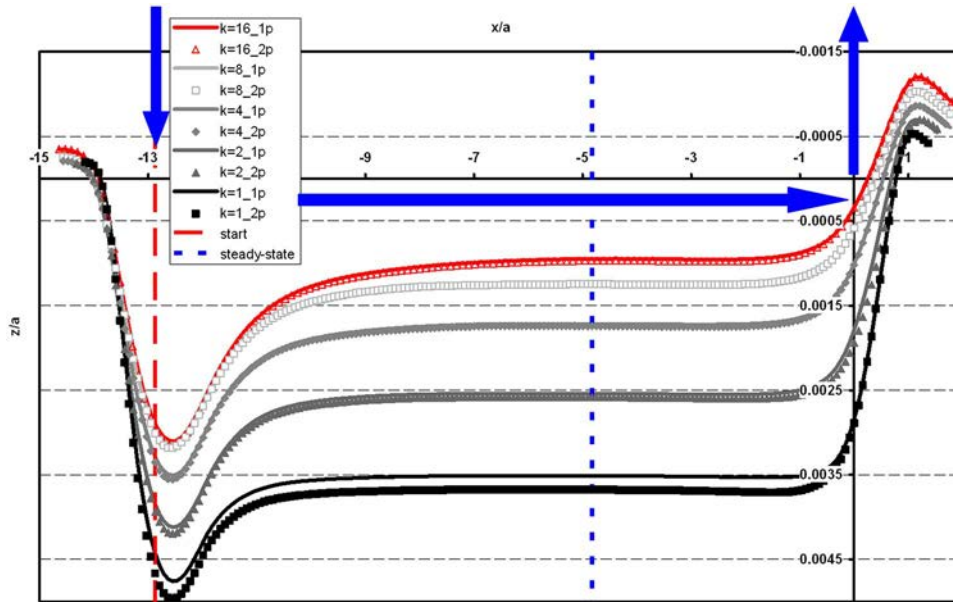 x/a
k=16_1p
k=16_2p
k=8_1p
k=8_2p
k=4_1p
k=4_2p
k=2_1p
k=2_2p
k=1_1p
k=1_2p
start
steady-state
-0.0015
-0.0005
-15
-13
-9
-7
-5
-3
-1
1
0.0005
0.0015
0.0025
0.0035
0.0045
z/a